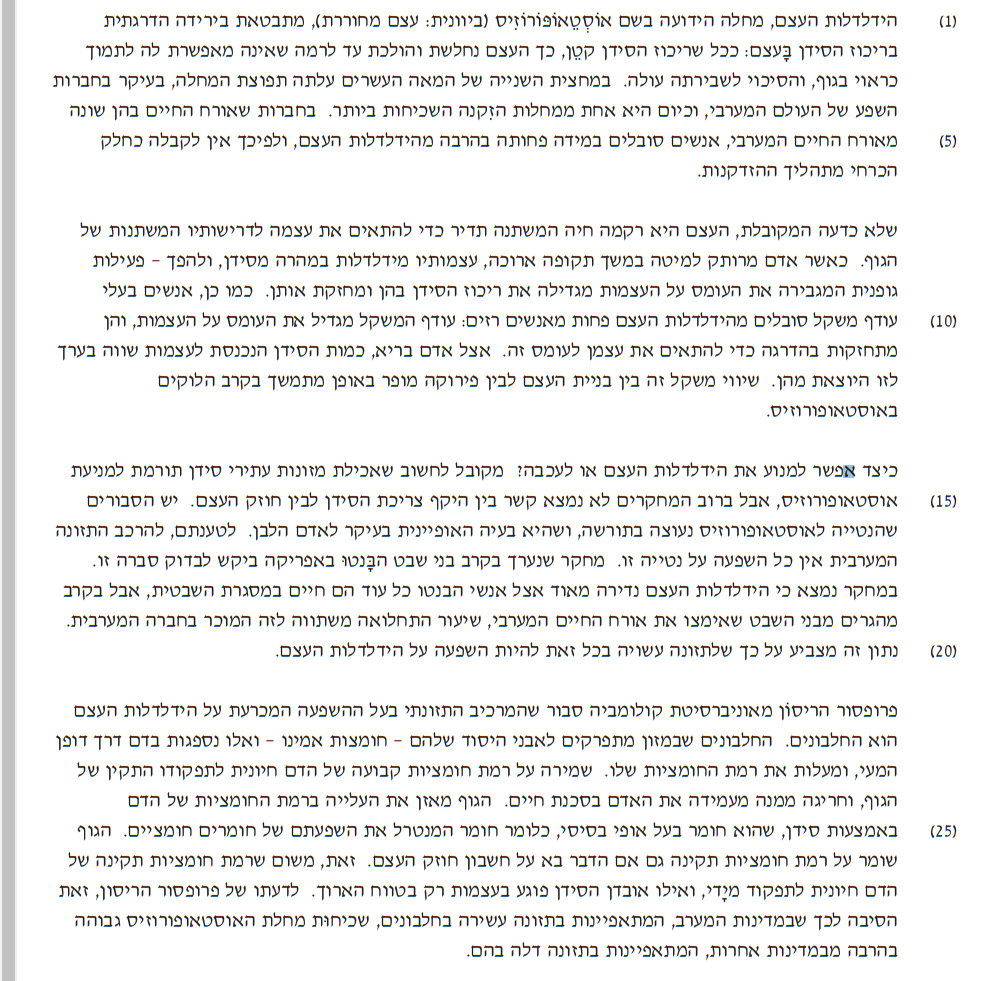 (1) הידלדלות העצם, מחלה הידועה בשם אוֹסְטֵאוֹפּוֹרוֹזִיס (ביוונית: עצם מחוררת), מתבטאת בירידה הדרגתית
בריכוז הסידן בָּעצם: ככל שריכוז הסידן קטֵן, כך העצם נחלשת והולכת עד לרמה שאינה מאפשרת לה לתמוך
כראוי בגוף, והסיכוי לשבירתה עולה. במחצית השנייה של המאה העשרים עלתה תפוצת המחלה, בעיקר בחברות
השפע של העולם המערבי, וכיום היא אחת ממחלות הזִקנה השכיחות ביותר. בחברות שאורח החיים בהן שונה
(5) מאורח החיים המערבי, אנשים סובלים במידה פחותה בהרבה מהידלדלות העצם, ולפיכך אין לקבלה כחלק
הכרחי מתהליך ההזדקנות.
שלא כדעה המקובלת, העצם היא רקמה חיה המשתנה תדיר כדי להתאים את עצמה לדרישותיו המשתנות של
הגוף. כאשר אדם מרותק למיטה במשך תקופה ארוכה, עצמותיו מידלדלות במהרה מסידן, ולהפך – פעילות
גופנית המגבירה את העומס על העצמות מגדילה את ריכוז הסידן בהן ומחזקת אותן. כמו כן, אנשים בעלי
(10) עודף משקל סובלים מהידלדלות העצם פחות מאנשים רזים: עודף המשקל מגדיל את העומס על העצמות, והן
מתחזקות בהדרגה כדי להתאים את עצמן לעומס זה. אצל אדם בריא, כמות הסידן הנכנסת לעצמות שווה בערך
לזו היוצאת מהן. שיווי משקל זה בין בניית העצם לבין פירוקה מופר באופן מתמשך בקרב הלוקים
באוסטאופורוזיס.
כיצד אפשר למנוע את הידלדלות העצם או לעכבה? מקובל לחשוב שאכילת מזונות עתירי סידן תורמת למניעת
(15) אוסטאופורוזיס, אבל ברוב המחקרים לא נמצא קשר בין היקף צריכת הסידן לבין חוזק העצם. יש הסבורים
שהנטייה לאוסטאופורוזיס נעוצה בתורשה, ושהיא בעיה האופיינית בעיקר לאדם הלבן. לטענתם, להרכב התזונה
המערבית אין כל השפעה על נטייה זו. מחקר שנערך בקרב בני שבט הבָּנטוּ באפריקה ביקש לבדוק סברה זו.
במחקר נמצא כי הידלדלות העצם נדירה מאוד אצל אנשי הבנטו כל עוד הם חיים במסגרת השבטית, אבל בקרב
מהגרים מבני השבט שאימצו את אורח החיים המערבי, שיעור התחלואה משתווה לזה המוכר בחברה המערבית.
(20) נתון זה מצביע על כך שלתזונה עשויה בכל זאת להיות השפעה על הידלדלות העצם.
פרופסור הריסוֹן מאוניברסיטת קולומביה סבור שהמרכיב התזונתי בעל ההשפעה המכרעת על הידלדלות העצם
הוא החלבונים. החלבונים שבמזון מתפרקים לאבני היסוד שלהם – חומצות אמינו – ואלו נספגות בדם דרך דופן
המעי, ומעלות את רמת החומציות שלו. שמירה על רמת חומציות קבועה של הדם חיונית לתפקודו התקין של
הגוף, וחריגה ממנה מעמידה את האדם בסכנת חיים. הגוף מאזן את העלייה ברמת החומציות של הדם
(25) באמצעות סידן, שהוא חומר בעל אופי בסיסי, כלומר חומר המנטרל את השפעתם של חומרים חומציים. הגוף
שומר על רמת חומציות תקינה גם אם הדבר בא על חשבון חוזק העצם. זאת, משום שרמת חומציות תקינה של
הדם חיונית לתפקוד מיָדי, ואילו אובדן הסידן פוגע בעצמות רק בטווח הארוך. לדעתו של פרופסור הריסון, זאת
הסיבה לכך שבמדינות המערב, המתאפיינות בתזונה עשירה בחלבונים, שכיחוּת מחלת האוסטאופורוזיס גבוהה
בהרבה מבמדינות אחרות, המתאפיינות בתזונה דלה בהם.